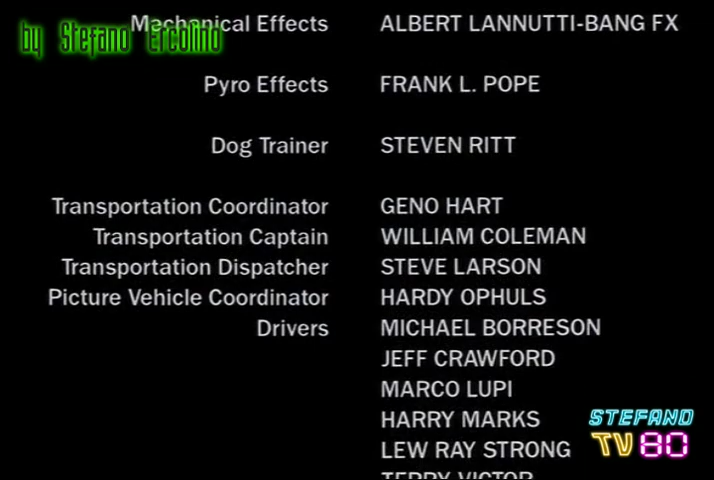 Mechanical Effects ALBERT LANNUTTI-BANG FX
by Stefano Ercolino
Pyro Effects FRANK L. POPE
Dog Trainer STEVEN RITT
Transportation Coordinator GENO HART
Transportation Captain WILLIAM COLEMAN
Transportation Dispatcher STEVE LARSON
Picture Vehicle Coordinator HARDY OPHULS
Drivers MICHAEL BORRESON
JEFF CRAWFORD
MARCO LUPI
HARRY MARKS
LEW RAY STRONG
TERRY VICTOR
STEFANO
TV80